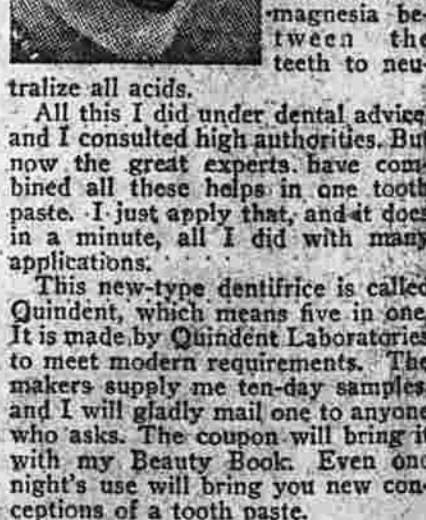 magnesia be-
tween the
teeth to neu-
tralize all acids.
All this I did under dental advice
and I consulted high authorities. But
now the great experts have com-
bined all these helps in one tooth
paste. I just apply that, and it does
in a minute, all I did with many
applications.
This new-type dentifrice is called
Quindent, which means five in one.
It is made by Quindent Laboratories
to meet modern requirements. The
makers supply me ten-day samples,
and I will gladly mail one to anyone
who asks. The coupon will bring it
with my Beauty Book. Even one
night's use will bring you new con-
ceptions of a tooth paste.